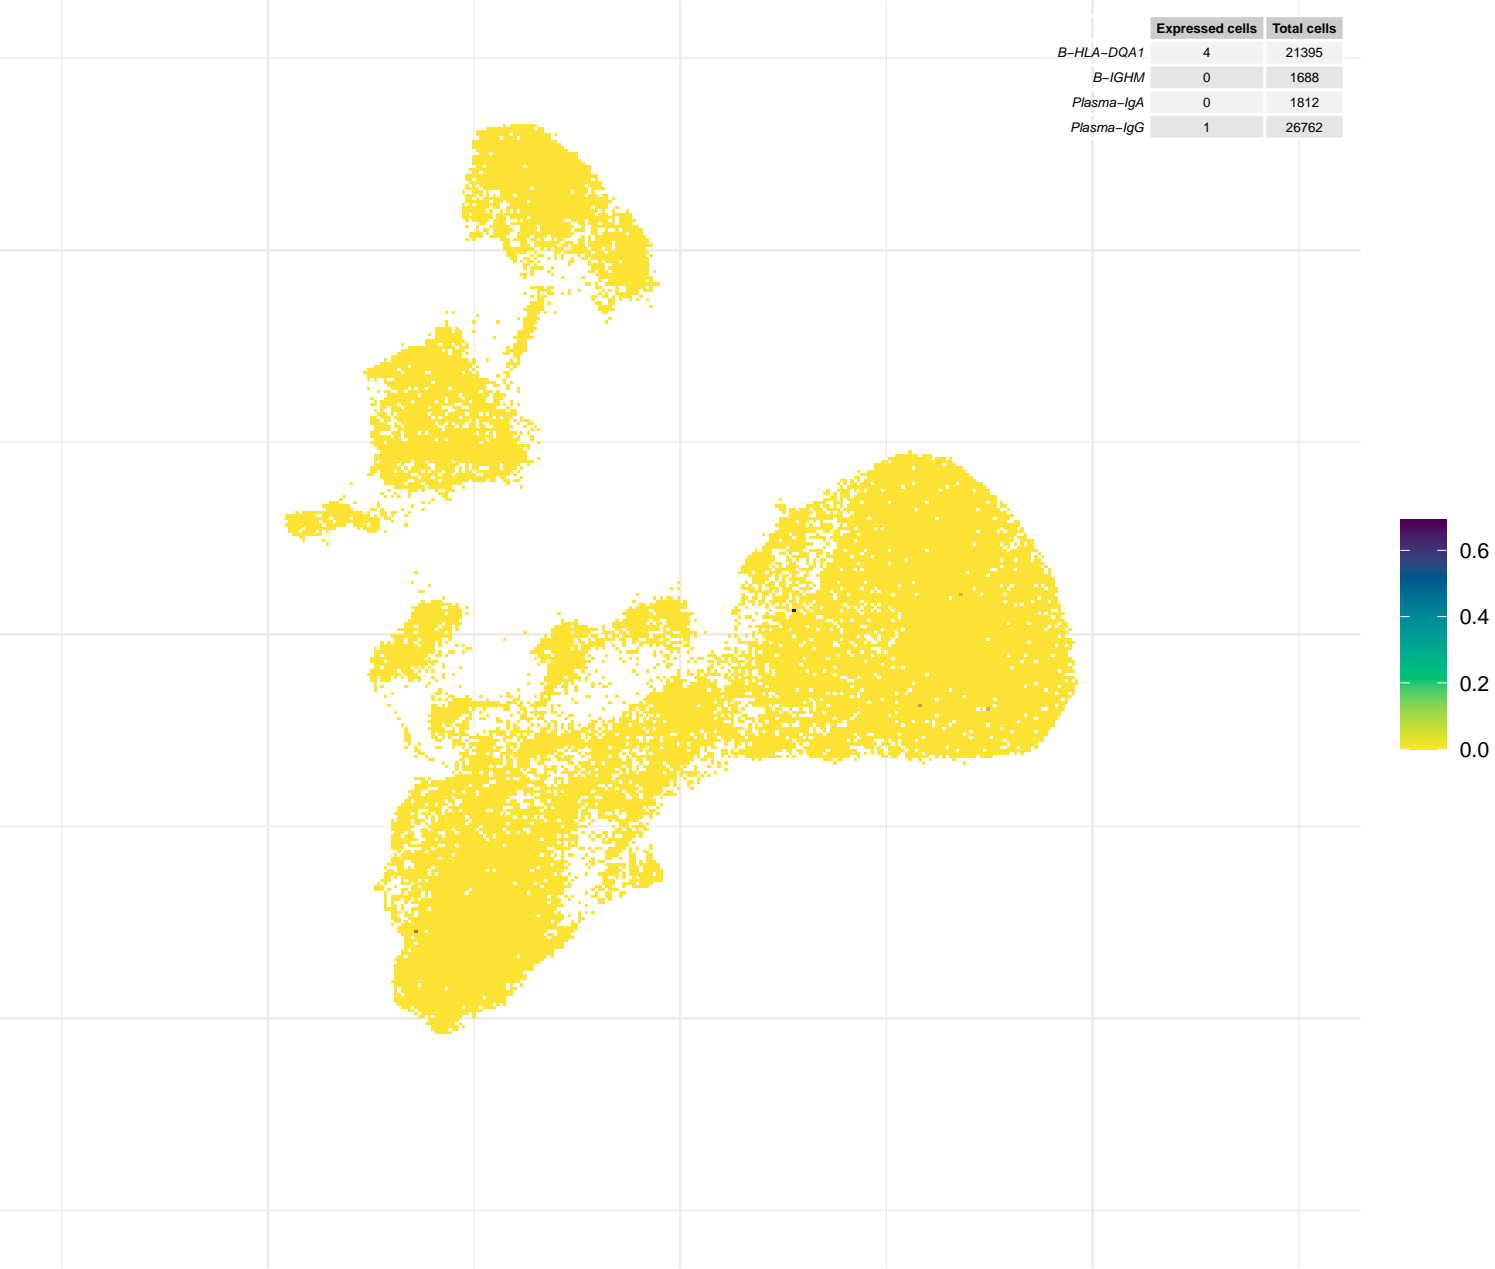 Expressed cells Total cells
B−HLA−DQA1 4 21395
B−IGHM 0 1688
Plasma−IgA 0 1812
Plasma−IgG 1 26762
0.6
0.4
0.2
0.0